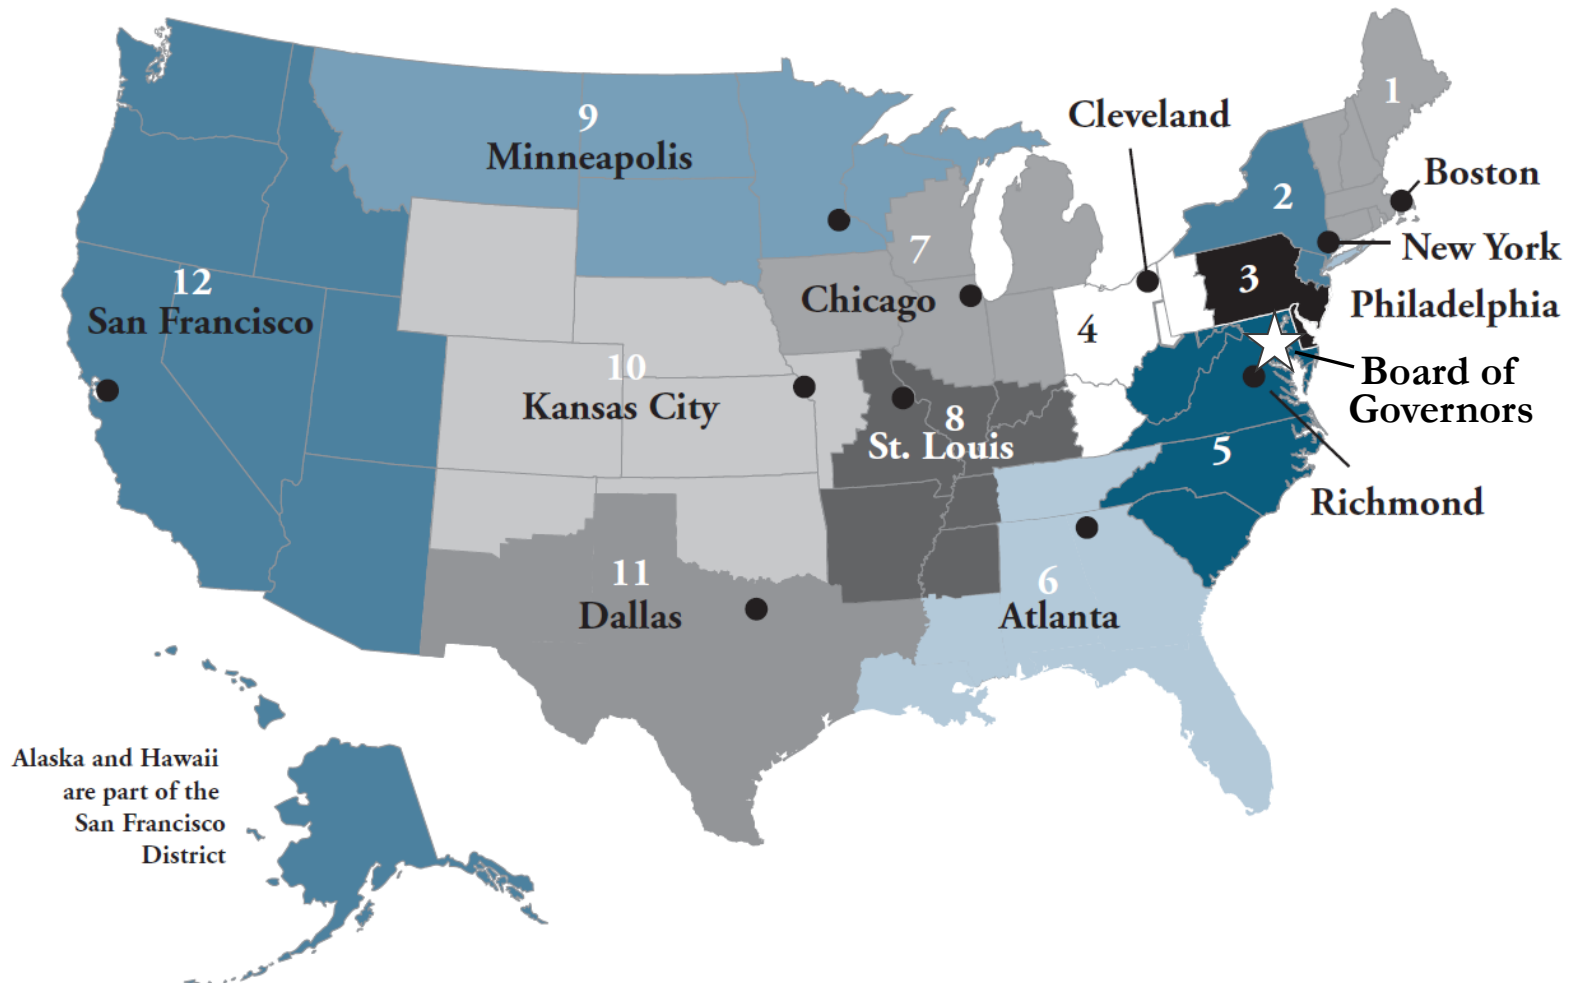 1
Cleveland
9
Minneapolis
Boston
2
New York
7
12
3
Chicago
Philadelphia
San Francisco
4
10
Board of
Governors
Kansas City
8
St. Louis
5
Richmond
11
6
Dallas
Atlanta
Alaska and Hawaii
are part of the
San Francisco
District